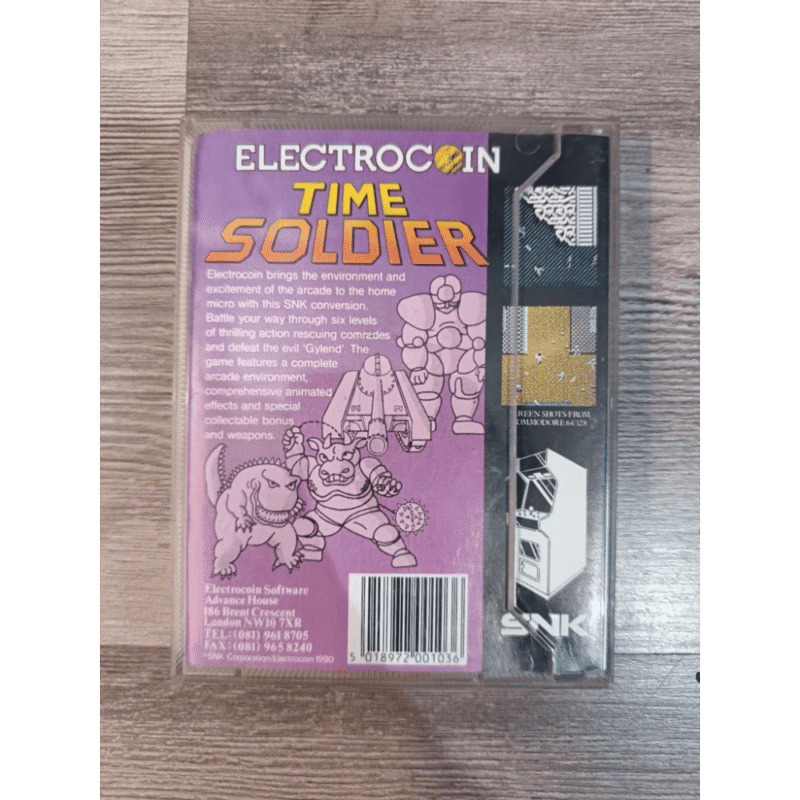 ELECTROCOIN
TIME
SOLDIER
Electrocoin brings the environment and
excitement of the arcade to the home
micro with this SNK conversion.
Battle your way through six levels
of thrilling action rescuing comrades
and defeat the evil 'Gylend'. The
game features a complete
arcade environment,
comprehensive animated
effects and special
collectable bonus
and weapons.
REEN SHOTS FROM
OMMODORE 64/128
Electrocoin Software
Advance House
186 Brent Crescent
London NW10 7XR
TEL:(081) 961 8705
FAX:(081) 965 8240
©SNK Corporation/Electrocoin 1990
5 018972 001036
SNK